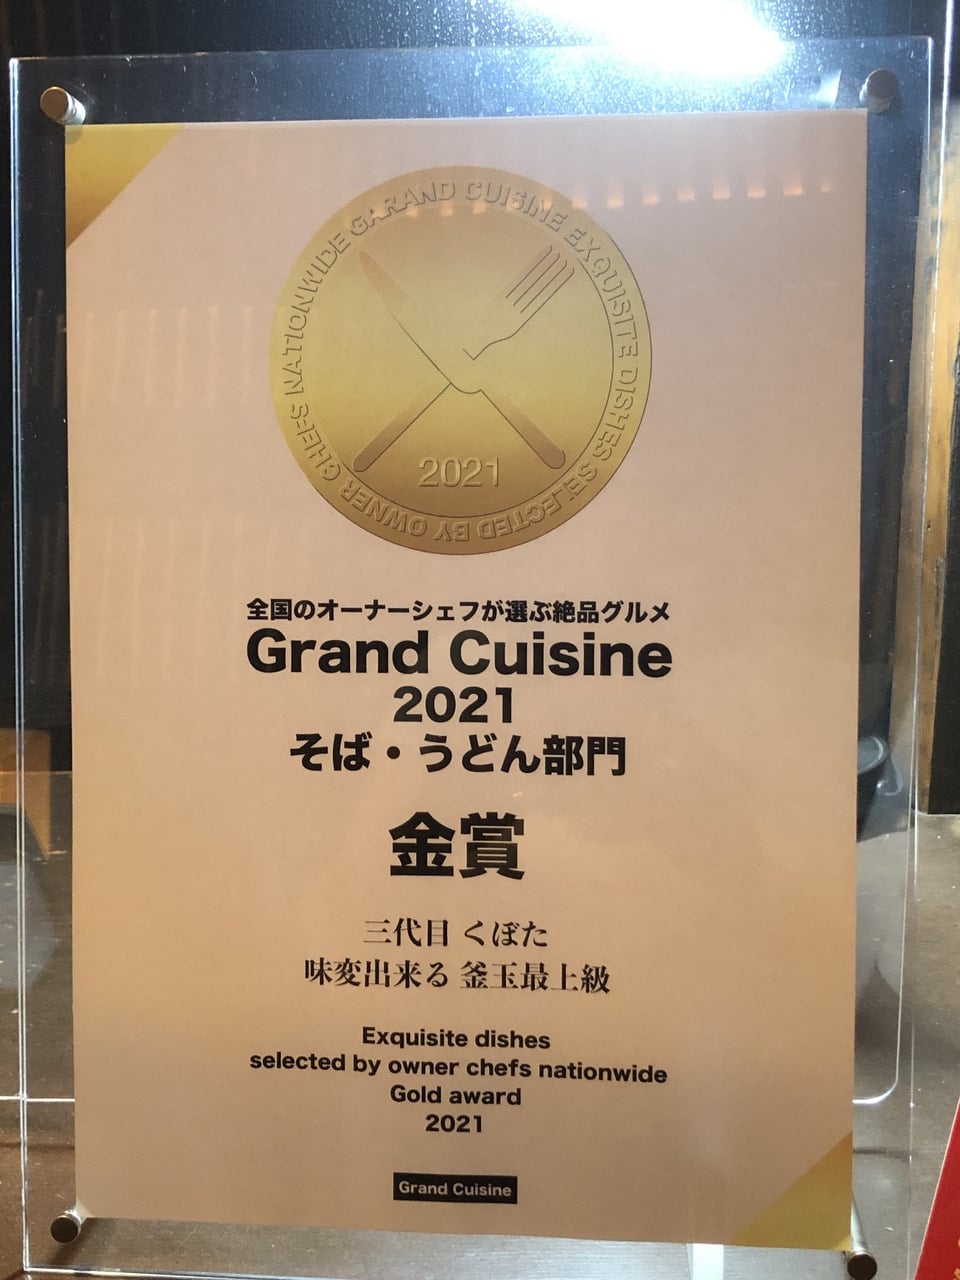 GARAND CUISINE EXQUISITE DISHES SELECTED BY OWNER CHEFS NATIONWIDE
2021
全国のオーナーシェフが選ぶ絶品グルメ
Grand Cuisine
2021
そば・うどん部門
金賞
三代目 くぼた
味変出来る 釜玉最上級
Exquisite dishes
selected by owner chefs nationwide
Gold award
2021
Grand Cuisine